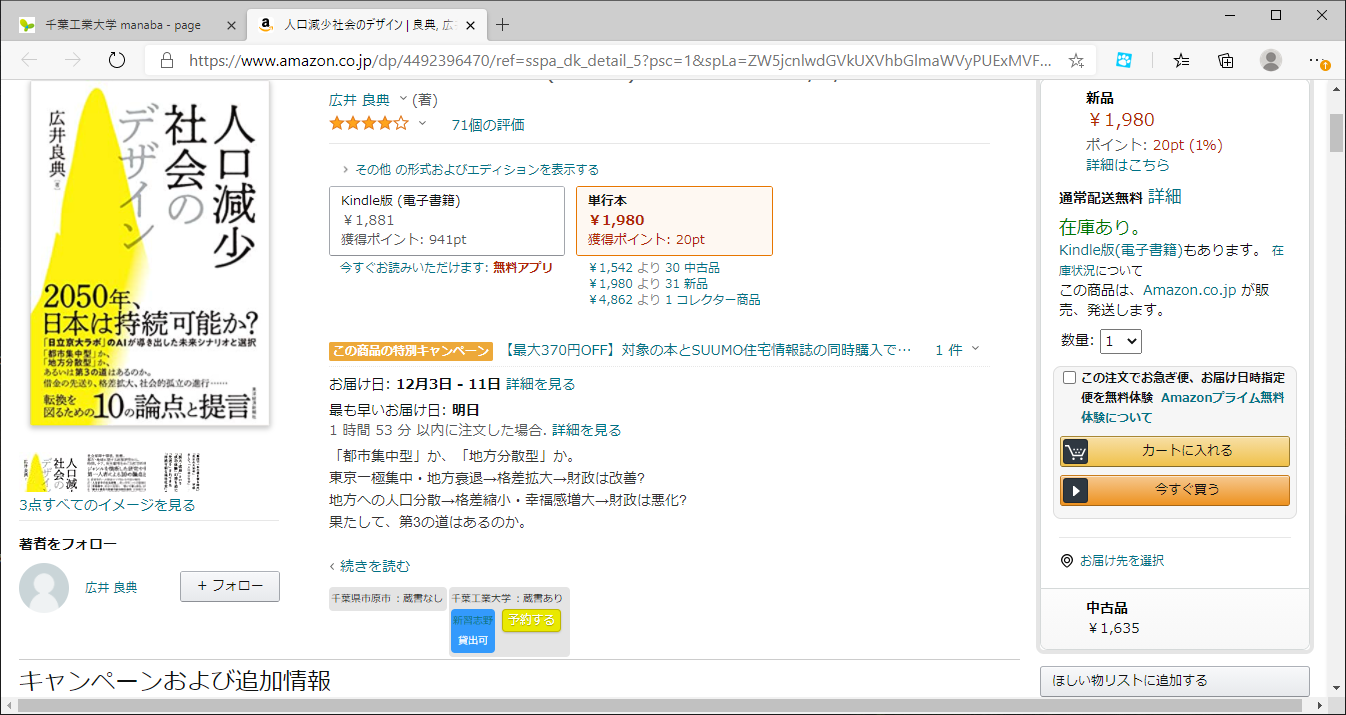 千葉工業大学 manaba - page
人口減少社会のデザイン | 良典, 広
https://www.amazon.co.jp/dp/4492396470/ref=sspa_dk_detail_5?psc=1&spLa=ZW5jcnlwdGVkUXVhbGlmaWVyPUExMVF...
人口減少
社会の
デザイン
広井良典 [著]
2050年、
日本は持続可能か?
「日立京大ラボ」のAIが導き出した未来シナリオと選択
「都市集中型」か、
「地方分散型」か、
あるいは第3の道はあるのか。
借金の先送り、格差拡大、社会的孤立の進行……
転換を
図るための10の論点と提言
東洋経済新報社
3点すべてのイメージを見る
著者をフォロー
広井 良典
+ フォロー
広井 良典 (著)
71個の評価
› その他 の形式およびエディションを表示する
Kindle版 (電子書籍)
￥1,881
獲得ポイント: 941pt
単行本
￥1,980
獲得ポイント: 20pt
今すぐお読みいただけます: 無料アプリ
￥1,542 より 30 中古品
￥1,980 より 31 新品
￥4,862 より 1 コレクター商品
この商品の特別キャンペーン 【最大370円OFF】対象の本とSUUMO住宅情報誌の同時購入で… 1 件
お届け日: 12月3日 - 11日 詳細を見る
最も早いお届け日: 明日
1 時間 53 分 以内に注文した場合. 詳細を見る
「都市集中型」か、「地方分散型」か。
東京一極集中・地方衰退→格差拡大→財政は改善?
地方への人口分散→格差縮小・幸福感増大→財政は悪化?
果たして、第3の道はあるのか。
‹ 続きを読む
千葉県市原市 : 蔵書なし
千葉工業大学 : 蔵書あり
新習志野
貸出可
予約する
キャンペーンおよび追加情報
新品
￥1,980
ポイント: 20pt (1%)
詳細はこちら
通常配送無料 詳細
在庫あり。
Kindle版(電子書籍)もあります。 在
庫状況について
この商品は、Amazon.co.jp が販
売、発送します。
数量: 1
この注文でお急ぎ便、お届け日時指定
便を無料体験 Amazonプライム無料
体験について
カートに入れる
今すぐ買う
お届け先を選択
中古品
￥1,635
ほしい物リストに追加する